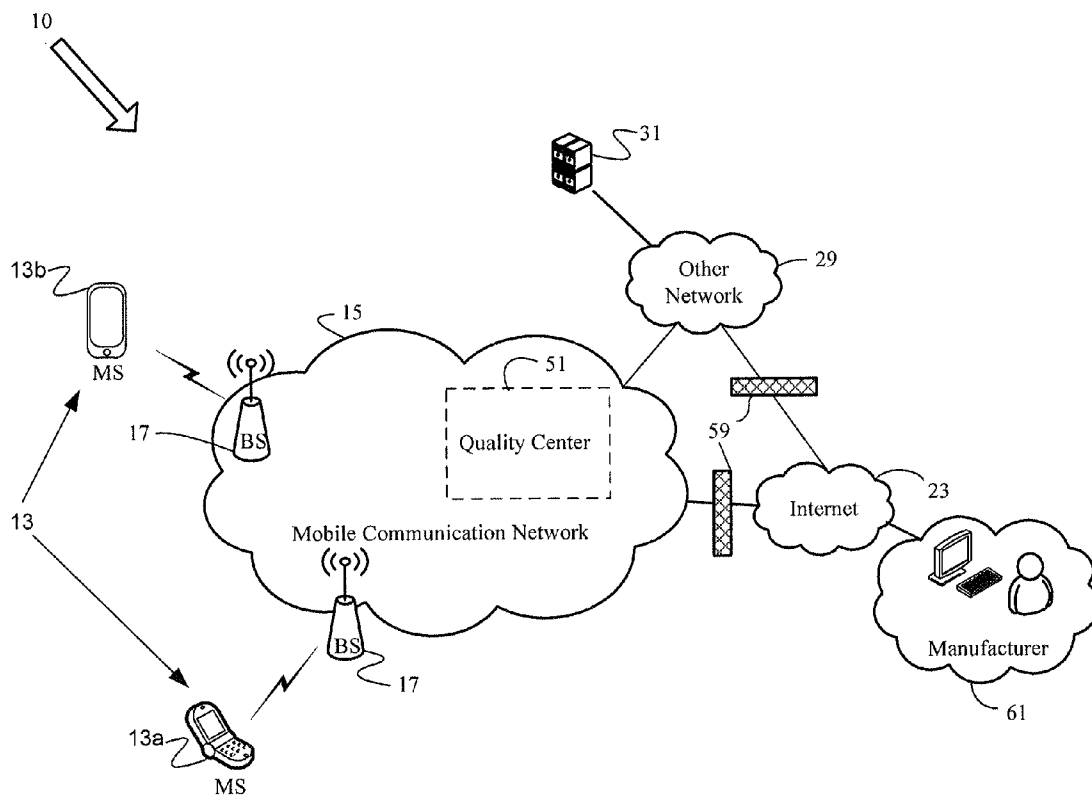 10
31
13b
Other
Network
29
15
MS
51
17
BS
Quality Center
59
23
Internet
13
Mobile Communication Network
Manufacturer
BS
17
61
13a
MS